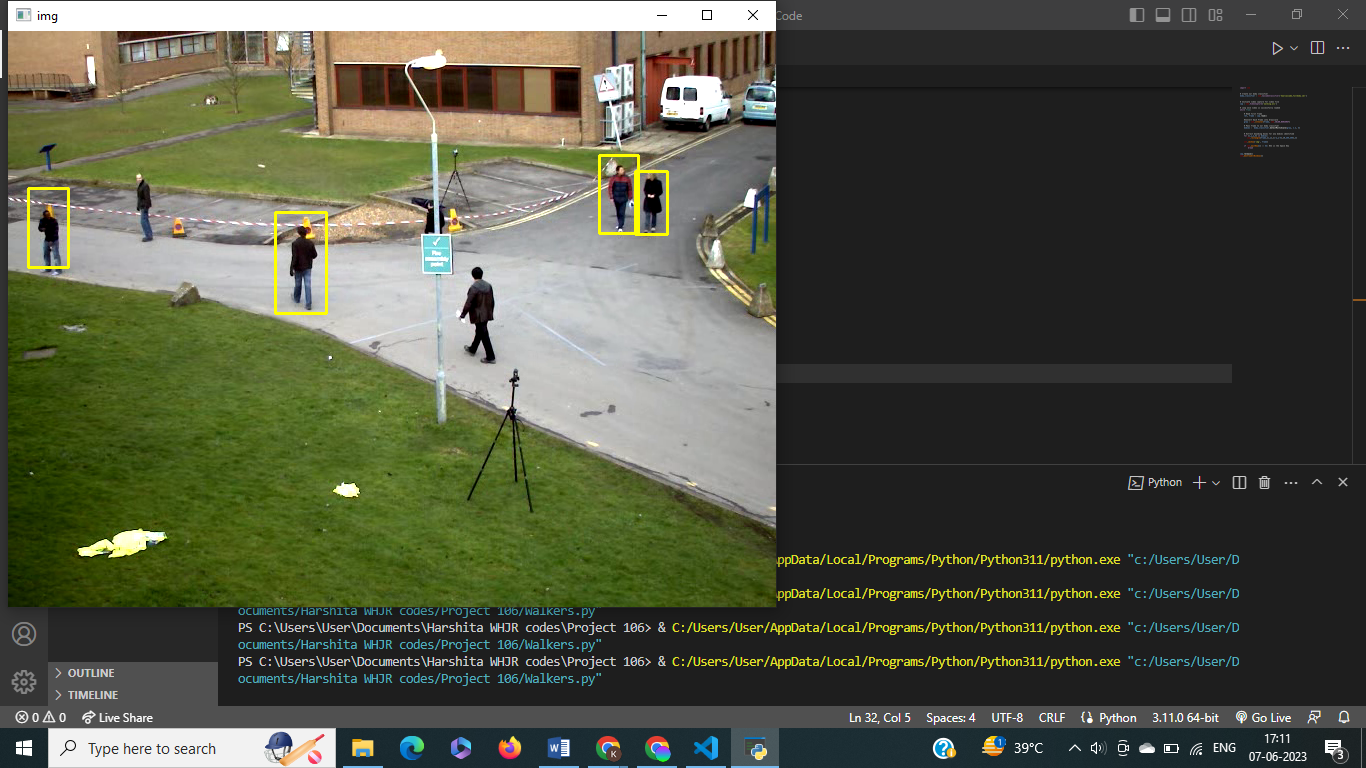 img
Code
Python
AppData/Local/Programs/Python/Python311/python.exe "c:/Users/User/D
AppData/Local/Programs/Python/Python311/python.exe "c:/Users/User/D
ocuments/Harshita WHJR codes/Project 106/Walkers.py"
PS C:\Users\User\Documents\Harshita WHJR codes\Project 106> & C:/Users/User/AppData/Local/Programs/Python/Python311/python.exe "c:/Users/User/D
ocuments/Harshita WHJR codes/Project 106/Walkers.py"
PS C:\Users\User\Documents\Harshita WHJR codes\Project 106> & C:/Users/User/AppData/Local/Programs/Python/Python311/python.exe "c:/Users/User/D
ocuments/Harshita WHJR codes/Project 106/Walkers.py"
OUTLINE
TIMELINE
0 0 Live Share
Ln 32, Col 5 Spaces: 4 UTF-8 CRLF Python 3.11.0 64-bit Go Live
Type here to search
K
1 39°C ENG
17:11
07-06-2023
3